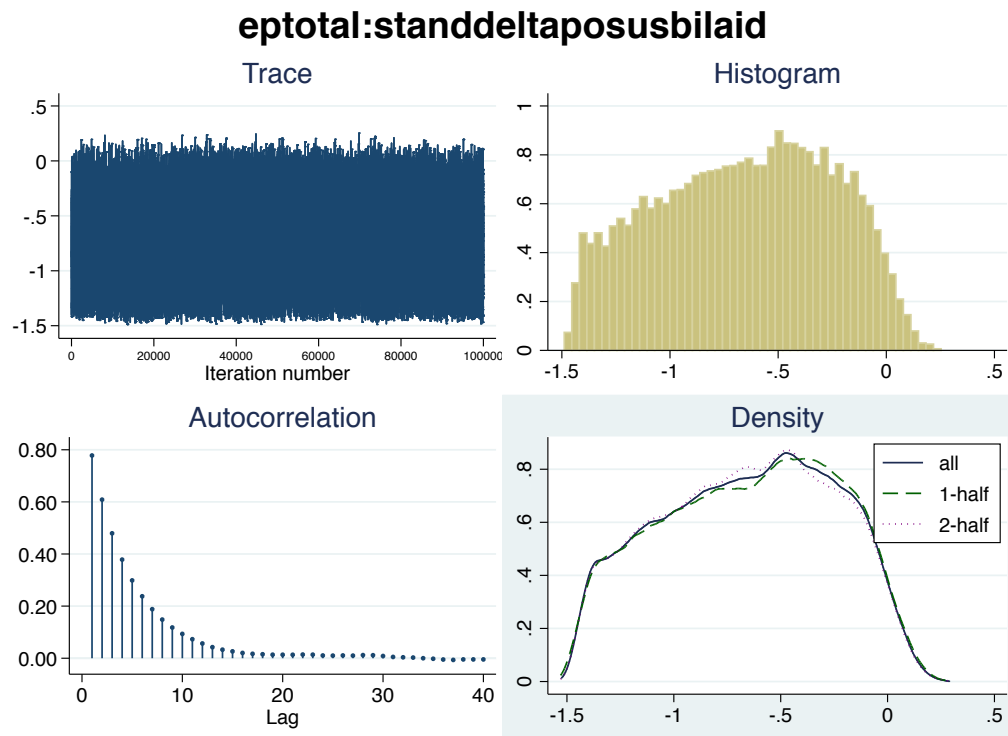 eptotal:standdeltaposusbilaid
Trace
.5
0
-.5
-1
-1.5
0 20000 40000 60000 80000 100000
Iteration number
Histogram
1
.8
.6
.4
.2
0
-1.5 -1 -.5 0 .5
Autocorrelation
0.80
0.60
0.40
0.20
0.00
0 10 20 30 40
Lag
Density
all
1-half
2-half
.8
.6
.4
.2
0
-1.5 -1 -.5 0 .5